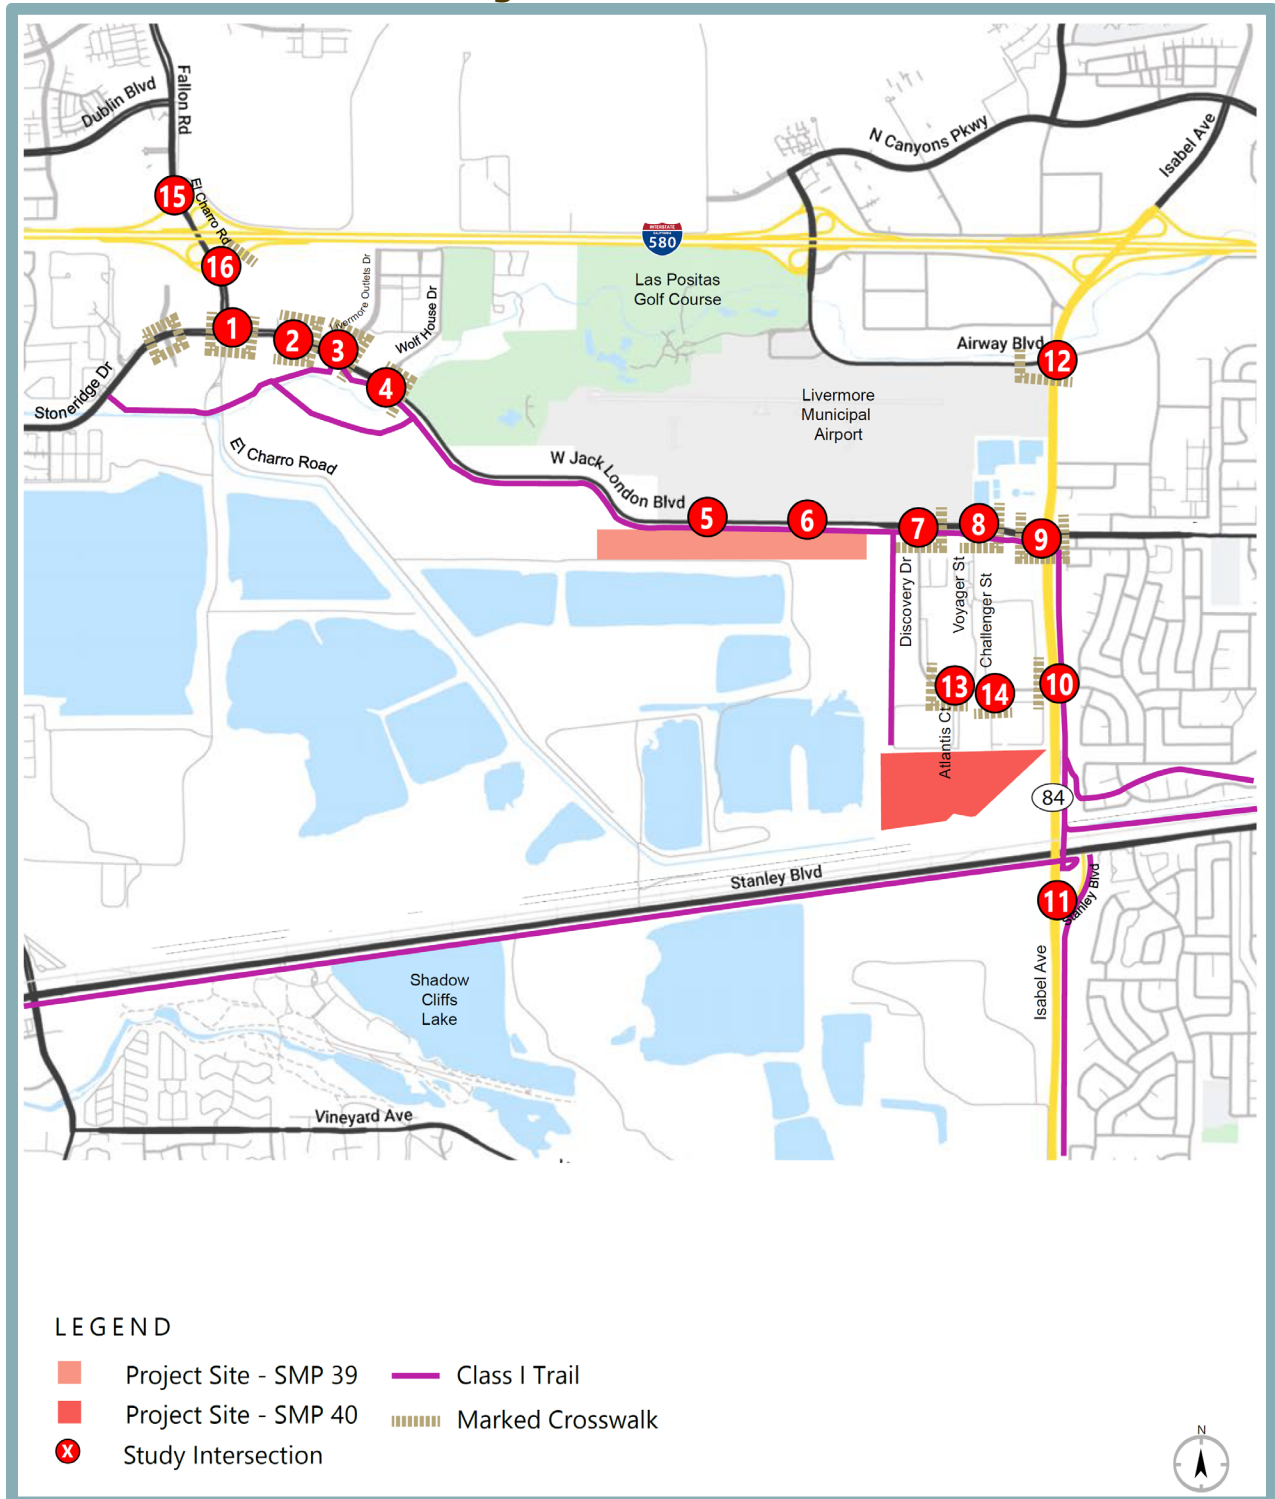 Fallon Rd
Dublin Blvd
N Canyons Pkwy
Isabel Ave
15
El Charro Rd
INTERSTATE
CALIFORNIA
580
16
Las Positas
Golf Course
Livermore Outlets Dr
Wolf House Dr
1
2
3
4
Airway Blvd
12
Stoneridge Dr
Livermore
Municipal
Airport
El Charro Road
W Jack London Blvd
5
6
7
8
9
Discovery Dr
Voyager St
Challenger St
13
14
10
Atlantis Ct
84
Stanley Blvd
11
Stanley Blvd
Isabel Ave
Shadow
Cliffs
Lake
Vineyard Ave
LEGEND
Project Site - SMP 39
Class I Trail
Project Site - SMP 40
Marked Crosswalk
X
Study Intersection
N